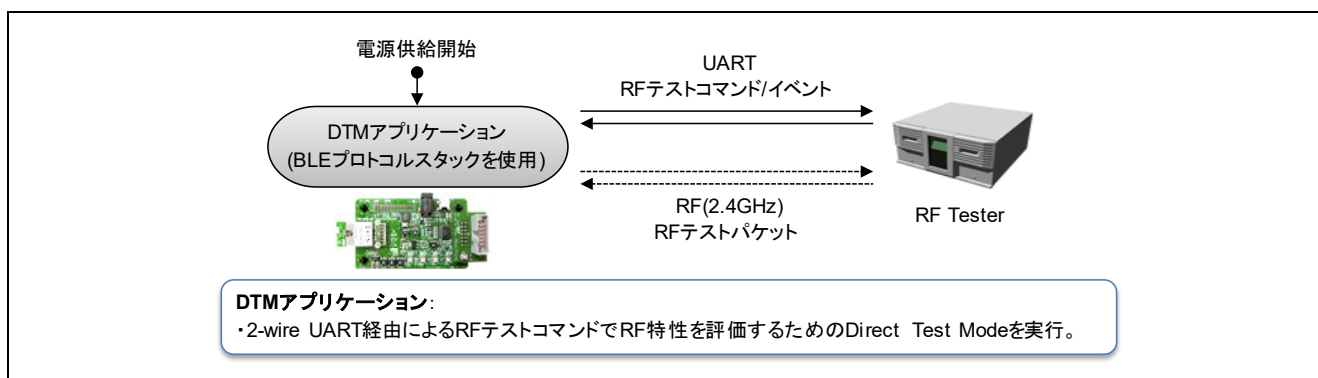 電源供給開始
UART
RFテストコマンド/イベント
DTMアプリケーション
(BLEプロトコルスタックを使用)
RF(2.4GHz)
RFテストパケット
RF Tester
DTMアプリケーション:
・2-wire UART経由によるRFテストコマンドでRF特性を評価するためのDirect Test Modeを実行。